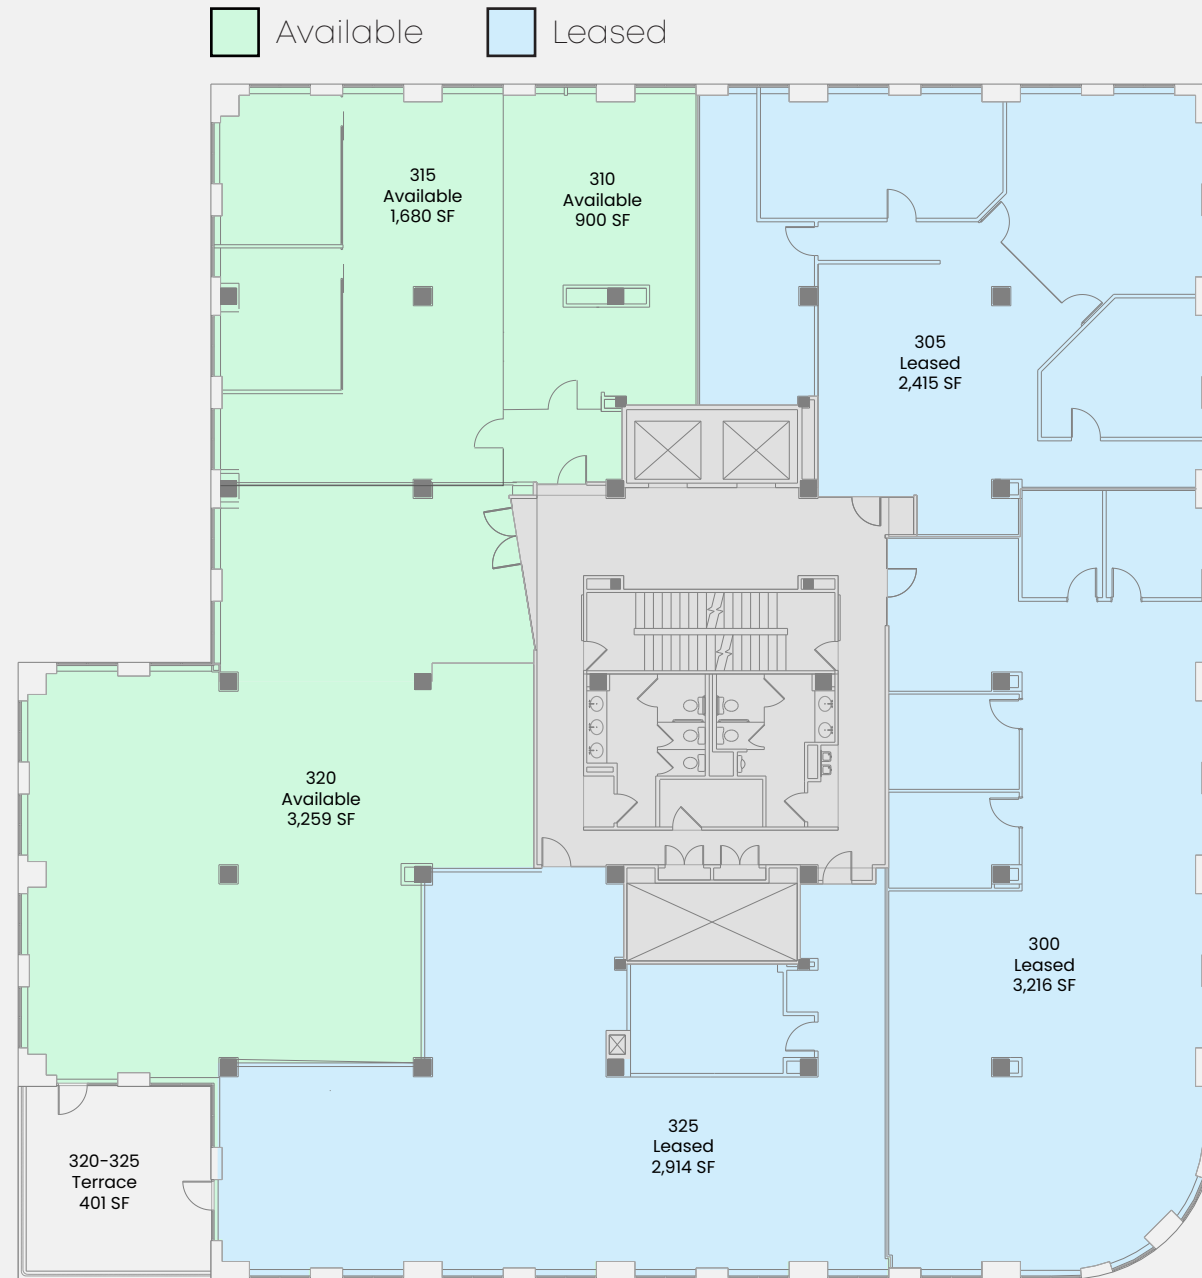 Available
Leased
315
Available
1,680 SF
310
Available
900 SF
305
Leased
2,415 SF
320
Available
3,259 SF
300
Leased
3,216 SF
325
Leased
2,914 SF
320-325
Terrace
401 SF